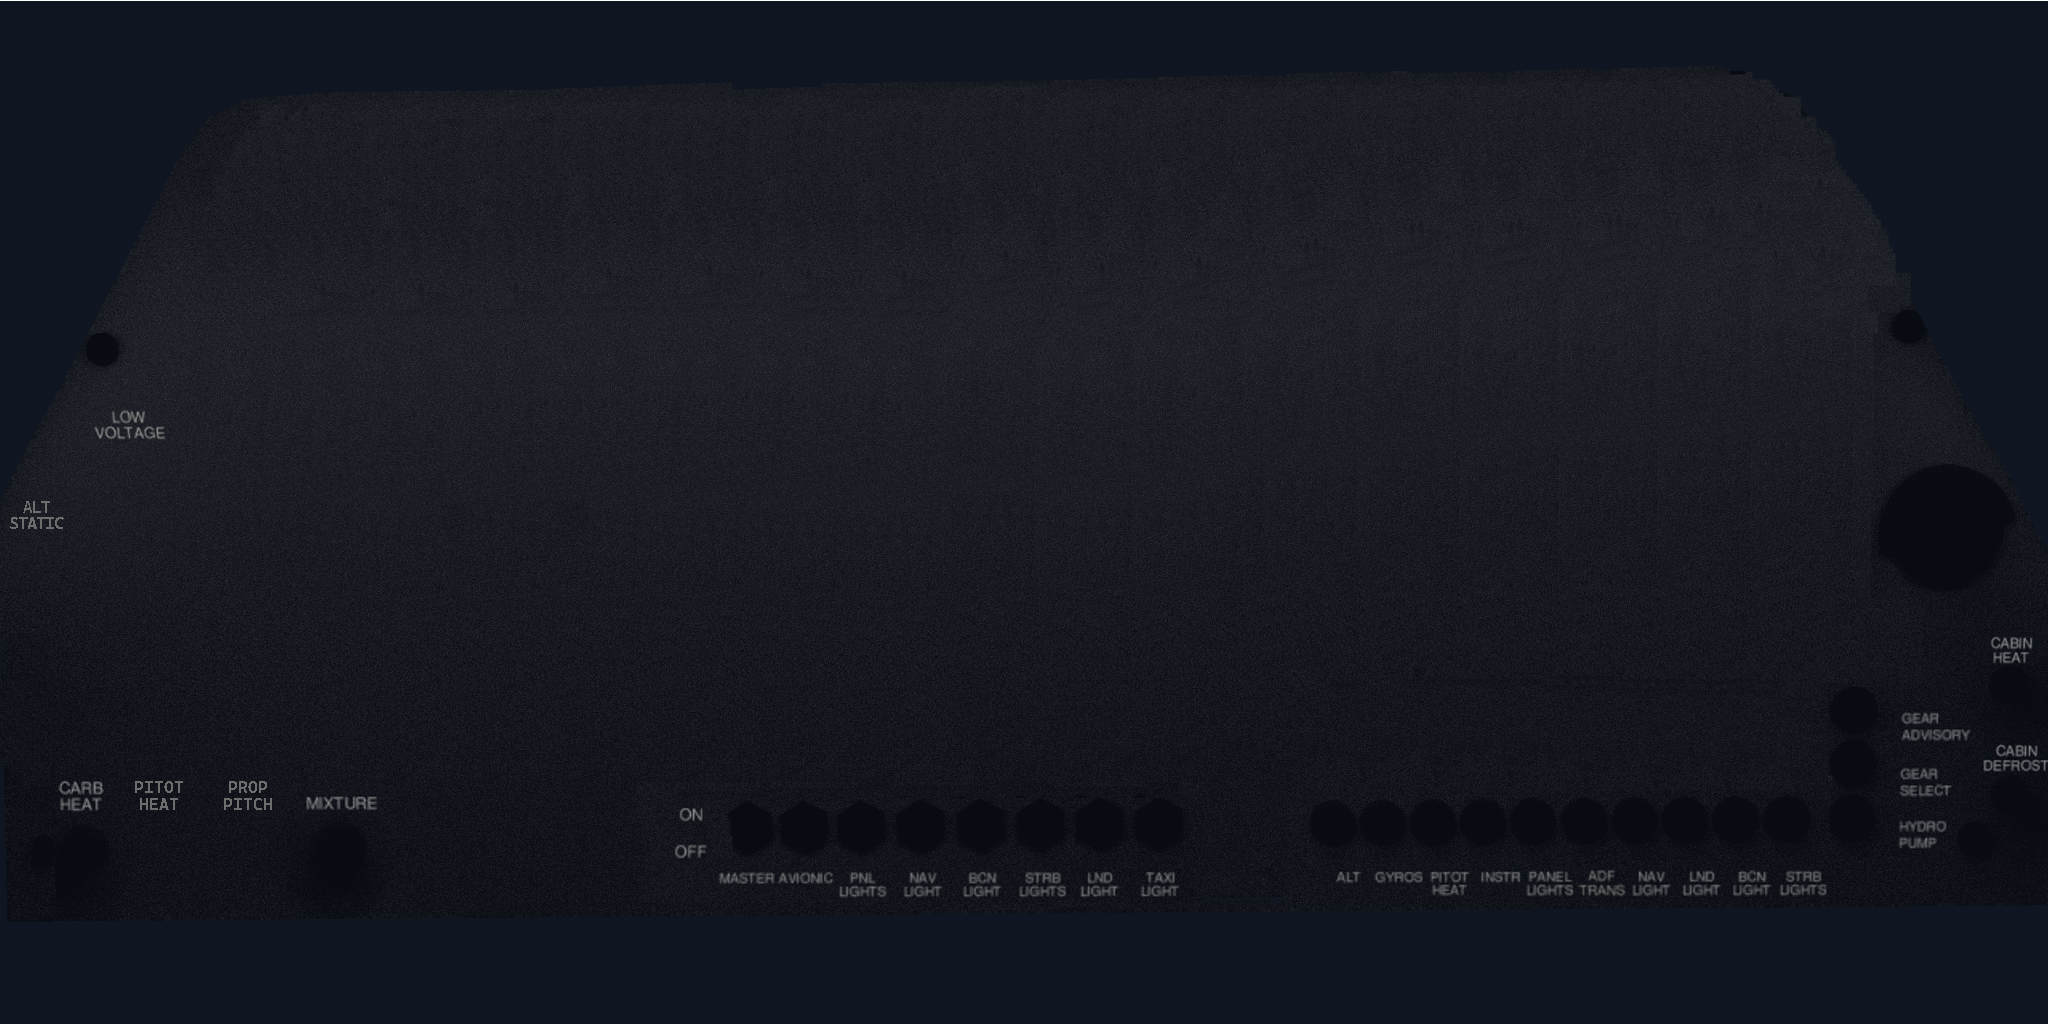 LOW
VOLTAGE
ALT
STATIC
CABIN
HEAT
GEAR
ADVISORY
CABIN
DEFROST
GEAR
SELECT
CARB
HEAT
PITOT
HEAT
PROP
PITCH
MIXTURE
ON
OFF
HYDRO
PUMP
MASTER AVIONIC PNL LIGHTS NAV LIGHT BCN LIGHT STRB LIGHTS LND LIGHT TAXI LIGHT
ALT GYROS PITOT HEAT INSTR PANEL LIGHTS ADF TRANS NAV LIGHT LND LIGHT BCN LIGHT STRB LIGHTS